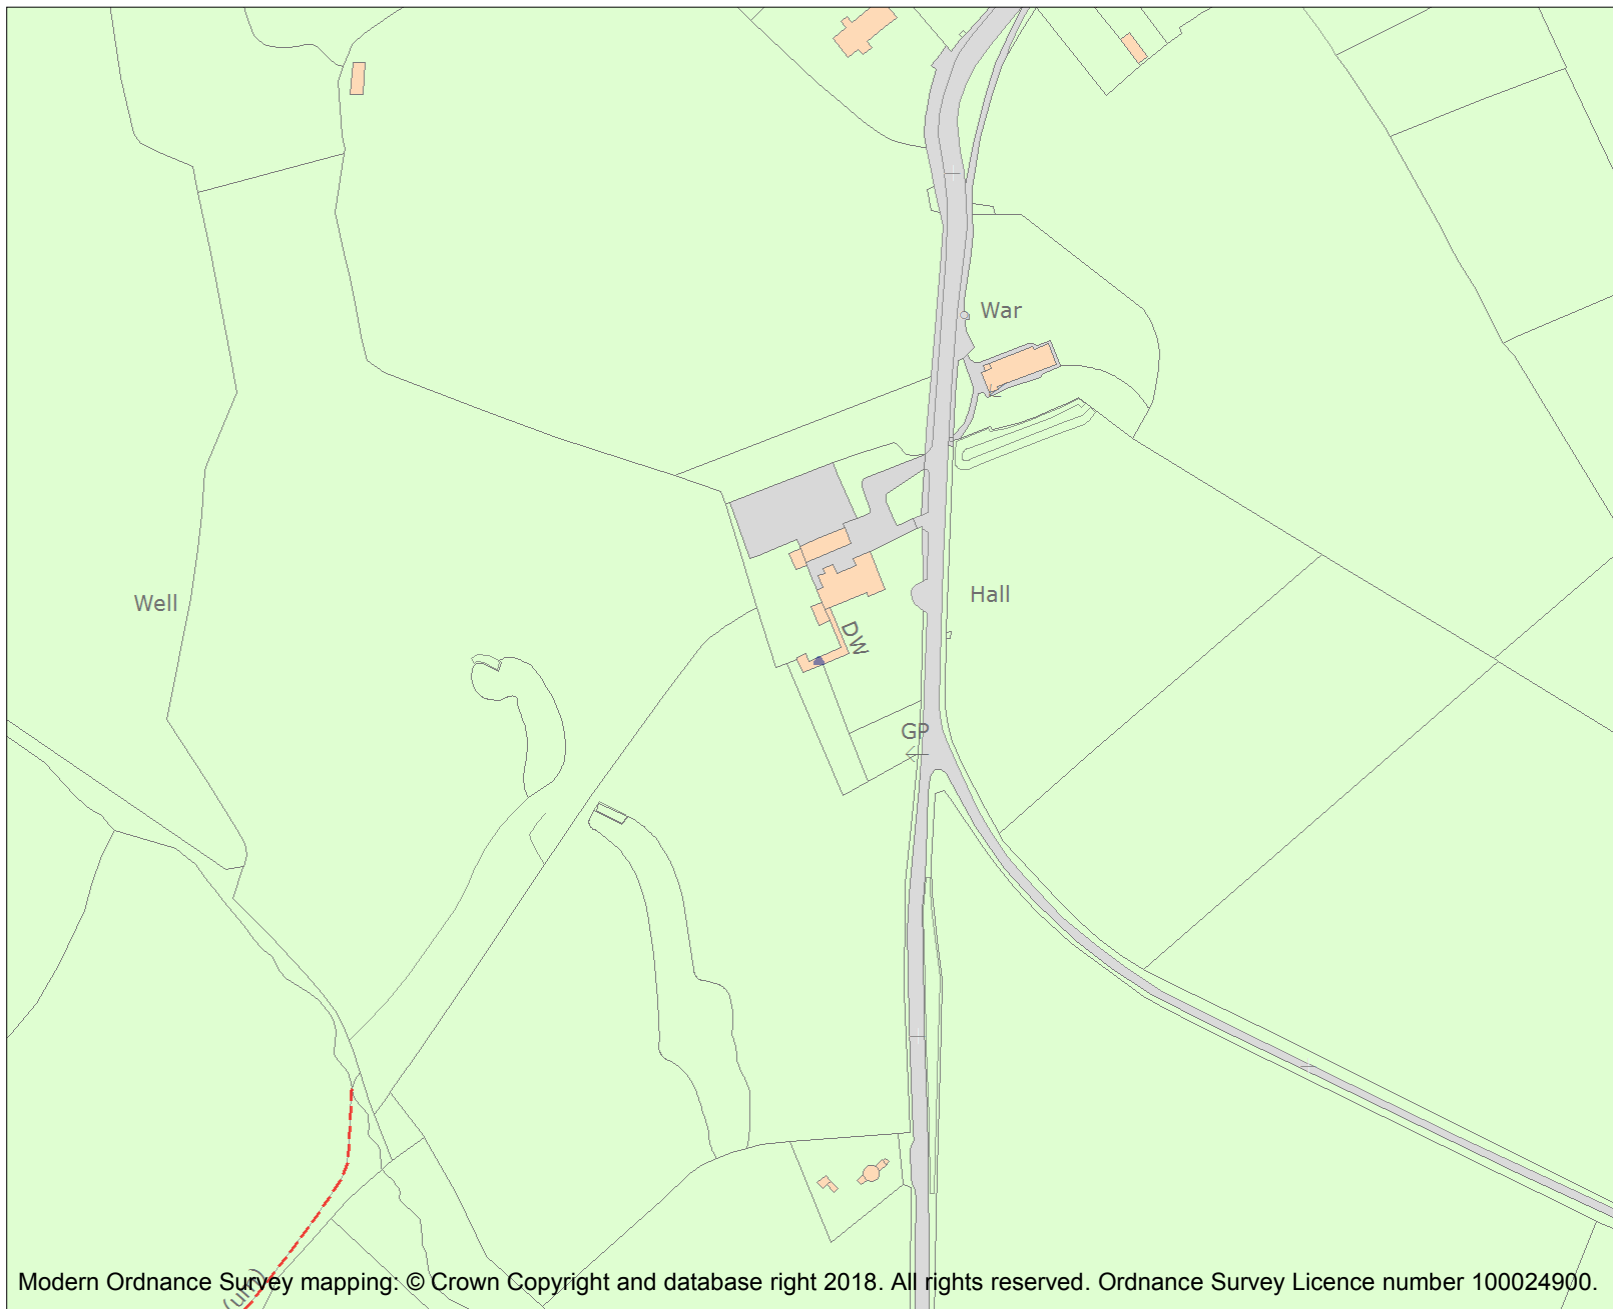 War
Well
Hall
DW
GP
(um)
Modern Ordnance Survey mapping: © Crown Copyright and database right 2018. All rights reserved. Ordnance Survey Licence number 100024900.